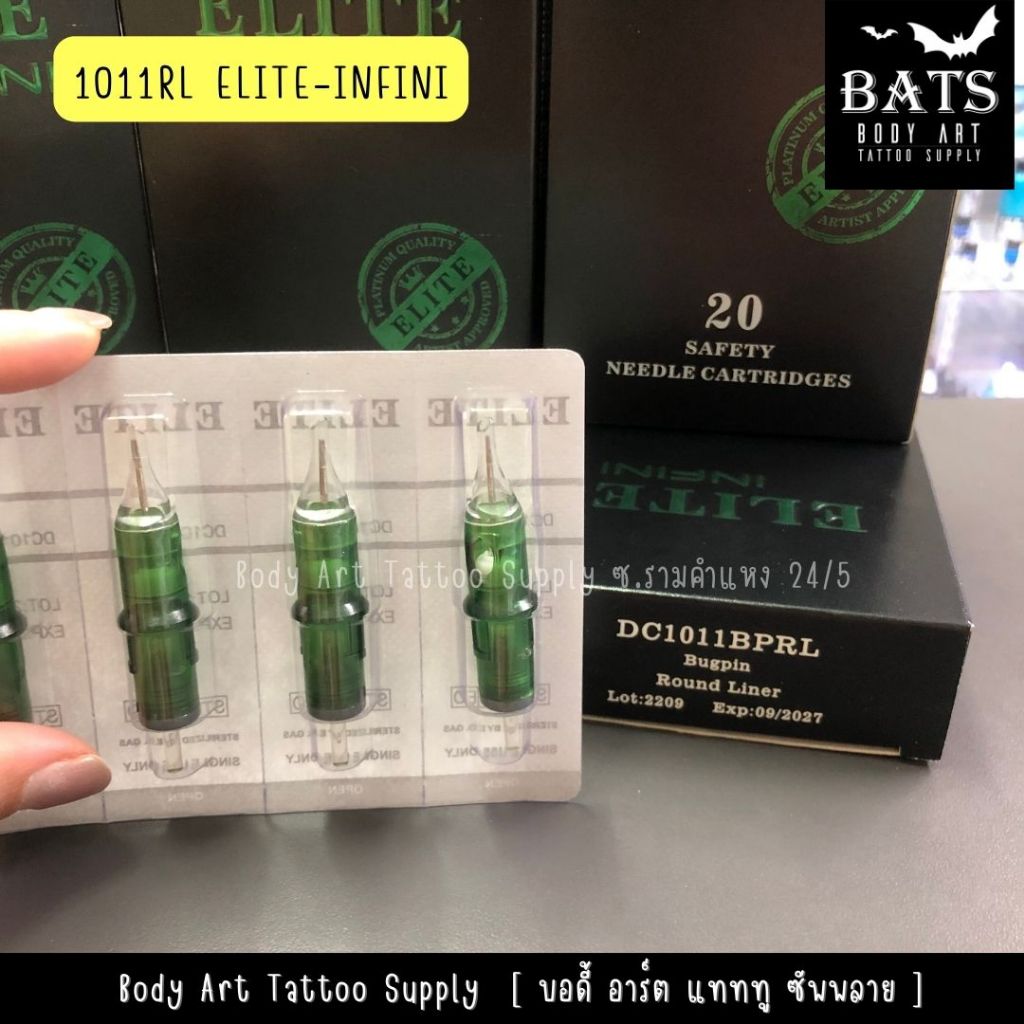 1011RL ELITE-INFINI
BATS
BODY ART
TATTOO SUPPLY
ELITE
PLATINUM QUALITY
ELITE
ARTIST APPROVED
20
SAFETY
NEEDLE CARTRIDGES
ELITE
INFINI
ELITE ELITE ELITE
Body Art Tattoo Supply ซ.รามคำแหง 24/5
DC1011BPRL
Bugpin
Round Liner
Lot:2209 Exp:09/2027
STERILIZED BY E.O. GAS
SINGLE USE ONLY
OPEN OPEN
Body Art Tattoo Supply [ บอดี้ อาร์ต แทททู ซัพพลาย ]